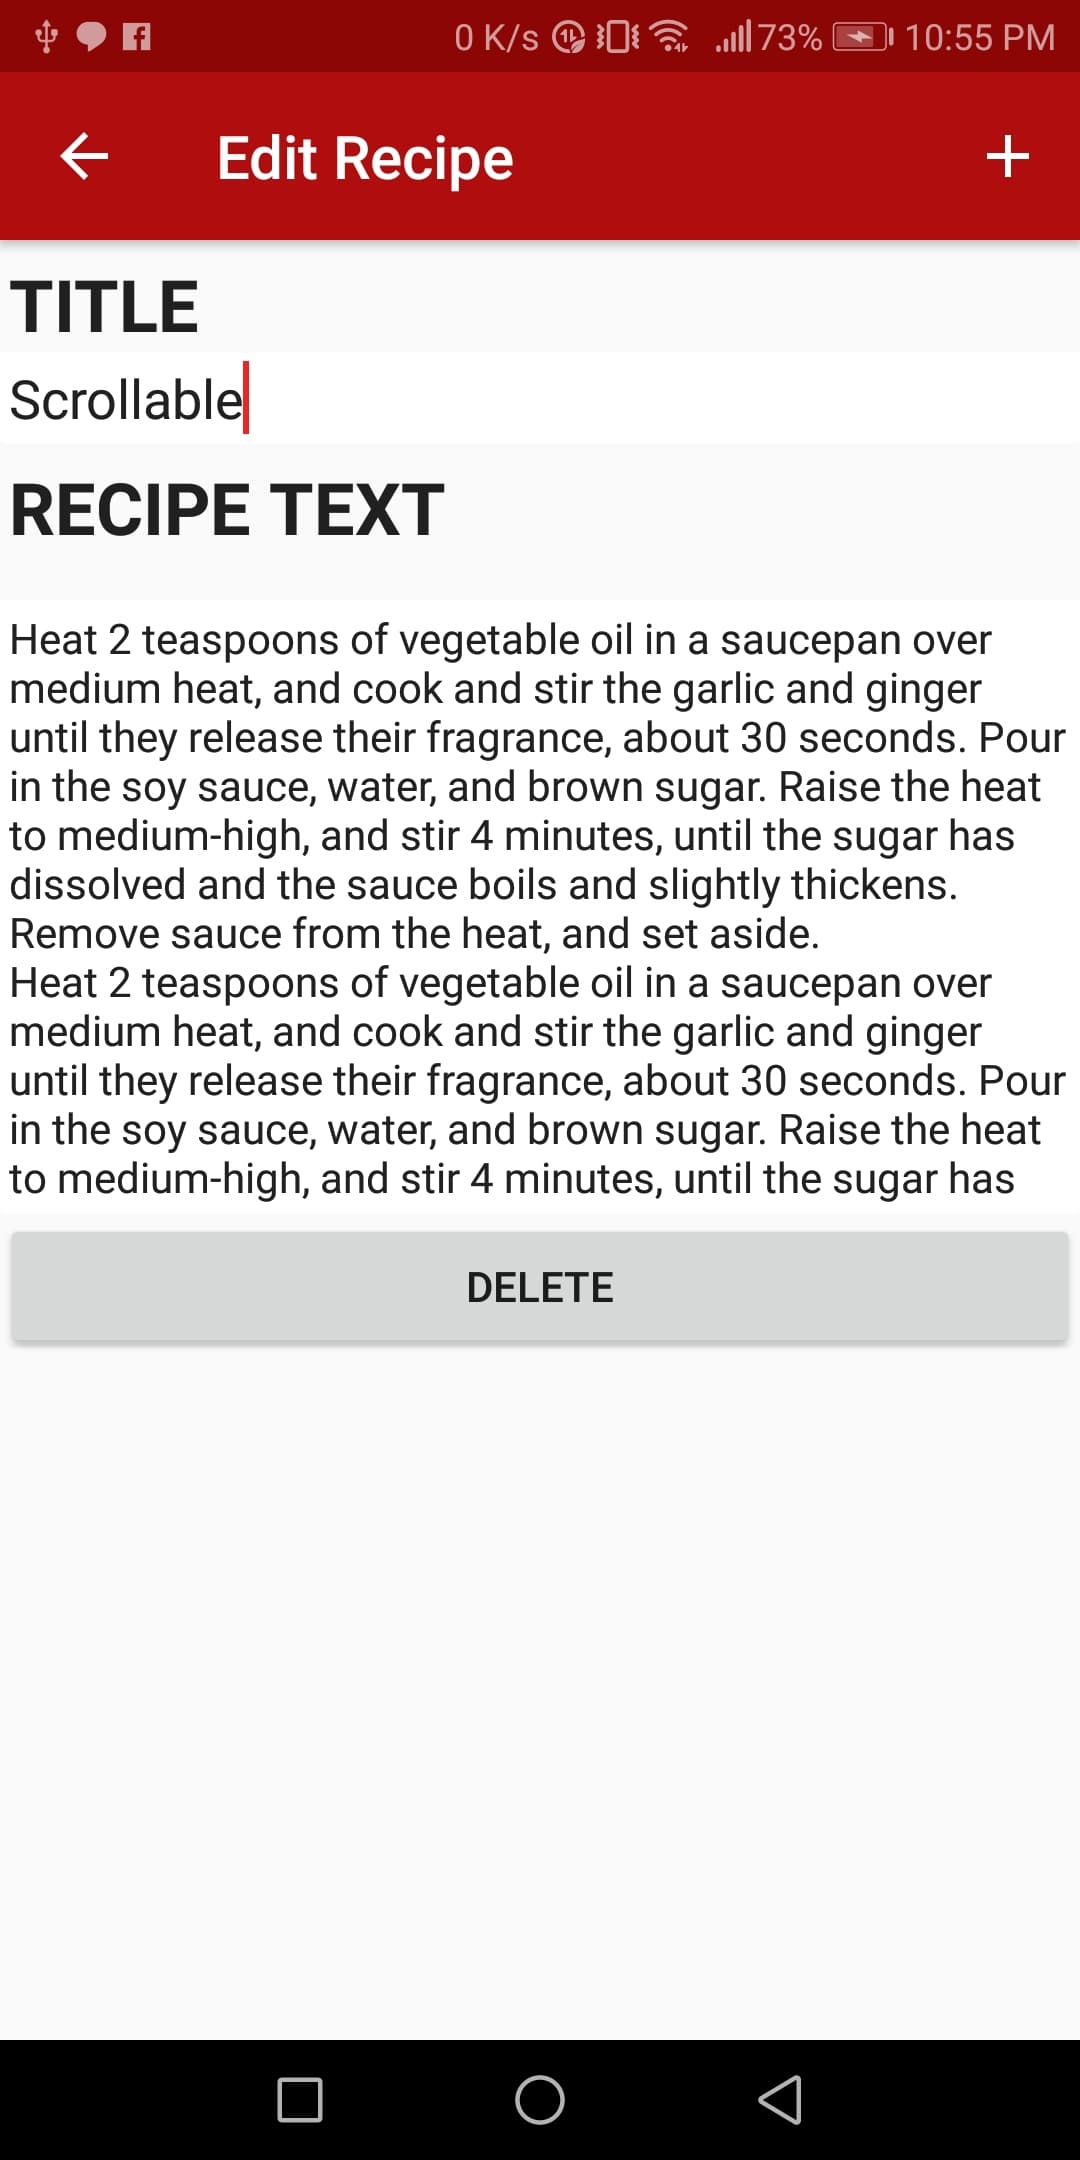 0 K/s 73% 10:55 PM
Edit Recipe
TITLE
Scrollable
RECIPE TEXT
Heat 2 teaspoons of vegetable oil in a saucepan over
medium heat, and cook and stir the garlic and ginger
until they release their fragrance, about 30 seconds. Pour
in the soy sauce, water, and brown sugar. Raise the heat
to medium-high, and stir 4 minutes, until the sugar has
dissolved and the sauce boils and slightly thickens.
Remove sauce from the heat, and set aside.
Heat 2 teaspoons of vegetable oil in a saucepan over
medium heat, and cook and stir the garlic and ginger
until they release their fragrance, about 30 seconds. Pour
in the soy sauce, water, and brown sugar. Raise the heat
to medium-high, and stir 4 minutes, until the sugar has
DELETE